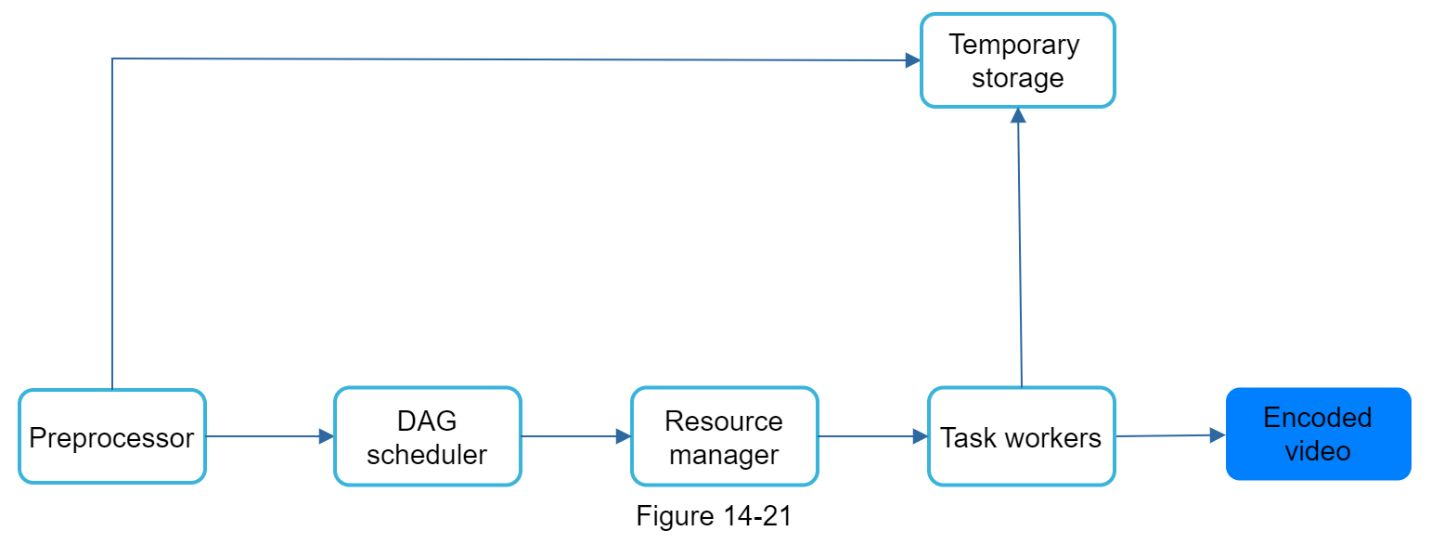 Temporary
storage
Preprocessor
DAG
scheduler
Resource
manager
Task workers
Encoded
video
Figure 14-21